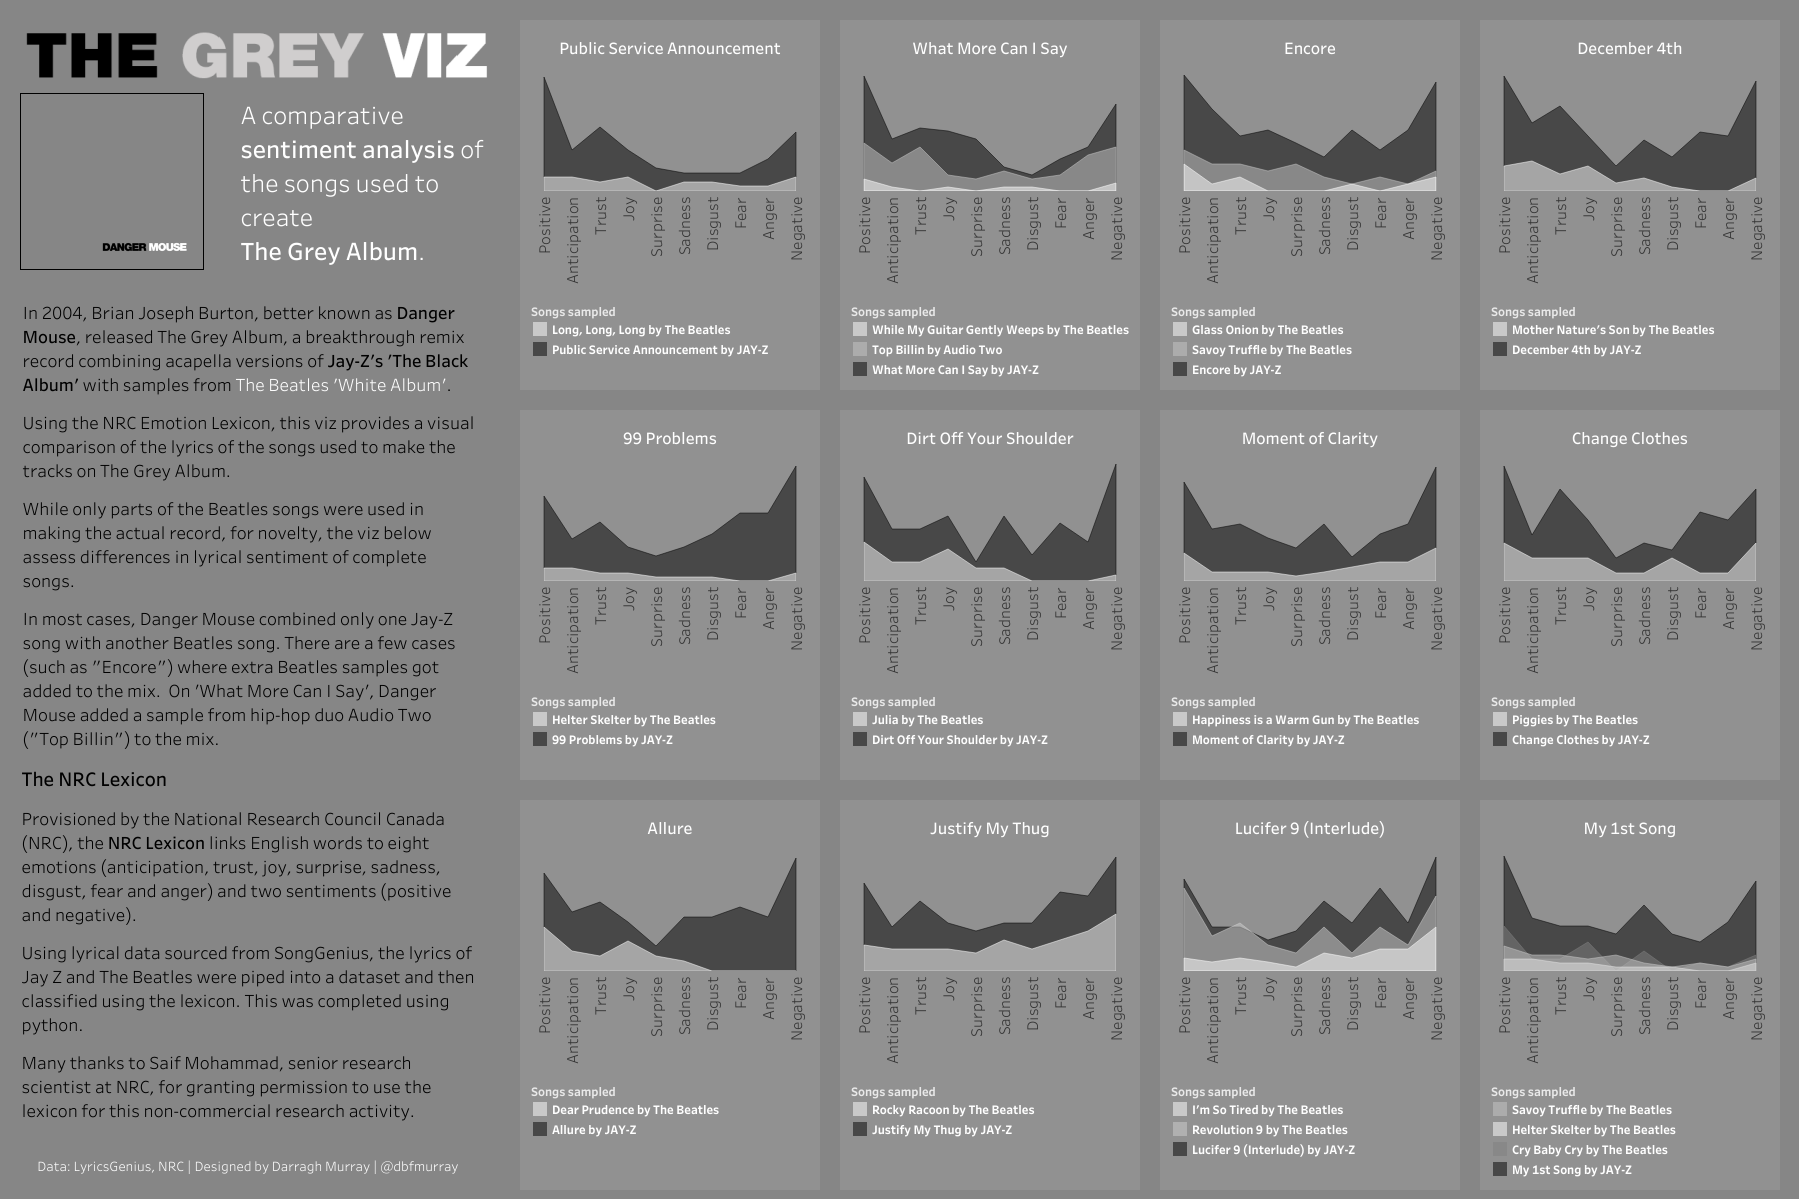 THE GREY VIZ
DANGER MOUSE
A comparative
sentiment analysis of
the songs used to
create
The Grey Album.
In 2004, Brian Joseph Burton, better known as Danger
Mouse, released The Grey Album, a breakthrough remix
record combining acapella versions of Jay-Z's 'The Black
Album' with samples from The Beatles 'White Album'.
Using the NRC Emotion Lexicon, this viz provides a visual
comparison of the lyrics of the songs used to make the
tracks on The Grey Album.
While only parts of the Beatles songs were used in
making the actual record, for novelty, the viz below
assess differences in lyrical sentiment of complete
songs.
In most cases, Danger Mouse combined only one Jay-Z
song with another Beatles song. There are a few cases
(such as "Encore") where extra Beatles samples got
added to the mix.  On 'What More Can I Say', Danger
Mouse added a sample from hip-hop duo Audio Two
("Top Billin") to the mix.
The NRC Lexicon
Provisioned by the National Research Council Canada
(NRC), the NRC Lexicon links English words to eight
emotions (anticipation, trust, joy, surprise, sadness,
disgust, fear and anger) and two sentiments (positive
and negative).
Using lyrical data sourced from SongGenius, the lyrics of
Jay Z and The Beatles were piped into a dataset and then
classified using the lexicon. This was completed using
python.
Many thanks to Saif Mohammad, senior research
scientist at NRC, for granting permission to use the
lexicon for this non-commercial research activity.
Data: LyricsGenius, NRC | Designed by Darragh Murray | @dbfmurray
Public Service Announcement
Positive
Anticipation
Trust
Joy
Surprise
Sadness
Disgust
Fear
Anger
Negative
Songs sampled
Long, Long, Long by The Beatles
Public Service Announcement by JAY-Z
What More Can I Say
Positive
Anticipation
Trust
Joy
Surprise
Sadness
Disgust
Fear
Anger
Negative
Songs sampled
While My Guitar Gently Weeps by The Beatles
Top Billin by Audio Two
What More Can I Say by JAY-Z
Encore
Positive
Anticipation
Trust
Joy
Surprise
Sadness
Disgust
Fear
Anger
Negative
Songs sampled
Glass Onion by The Beatles
Savoy Truffle by The Beatles
Encore by JAY-Z
December 4th
Positive
Anticipation
Trust
Joy
Surprise
Sadness
Disgust
Fear
Anger
Negative
Songs sampled
Mother Nature's Son by The Beatles
December 4th by JAY-Z
99 Problems
Positive
Anticipation
Trust
Joy
Surprise
Sadness
Disgust
Fear
Anger
Negative
Songs sampled
Helter Skelter by The Beatles
99 Problems by JAY-Z
Dirt Off Your Shoulder
Positive
Anticipation
Trust
Joy
Surprise
Sadness
Disgust
Fear
Anger
Negative
Songs sampled
Julia by The Beatles
Dirt Off Your Shoulder by JAY-Z
Moment of Clarity
Positive
Anticipation
Trust
Joy
Surprise
Sadness
Disgust
Fear
Anger
Negative
Songs sampled
Happiness is a Warm Gun by The Beatles
Moment of Clarity by JAY-Z
Change Clothes
Positive
Anticipation
Trust
Joy
Surprise
Sadness
Disgust
Fear
Anger
Negative
Songs sampled
Piggies by The Beatles
Change Clothes by JAY-Z
Allure
Positive
Anticipation
Trust
Joy
Surprise
Sadness
Disgust
Fear
Anger
Negative
Songs sampled
Dear Prudence by The Beatles
Allure by JAY-Z
Justify My Thug
Positive
Anticipation
Trust
Joy
Surprise
Sadness
Disgust
Fear
Anger
Negative
Songs sampled
Rocky Racoon by The Beatles
Justify My Thug by JAY-Z
Lucifer 9 (Interlude)
Positive
Anticipation
Trust
Joy
Surprise
Sadness
Disgust
Fear
Anger
Negative
Songs sampled
I'm So Tired by The Beatles
Revolution 9 by The Beatles
Lucifer 9 (Interlude) by JAY-Z
My 1st Song
Positive
Anticipation
Trust
Joy
Surprise
Sadness
Disgust
Fear
Anger
Negative
Songs sampled
Savoy Truffle by The Beatles
Helter Skelter by The Beatles
Cry Baby Cry by The Beatles
My 1st Song by JAY-Z